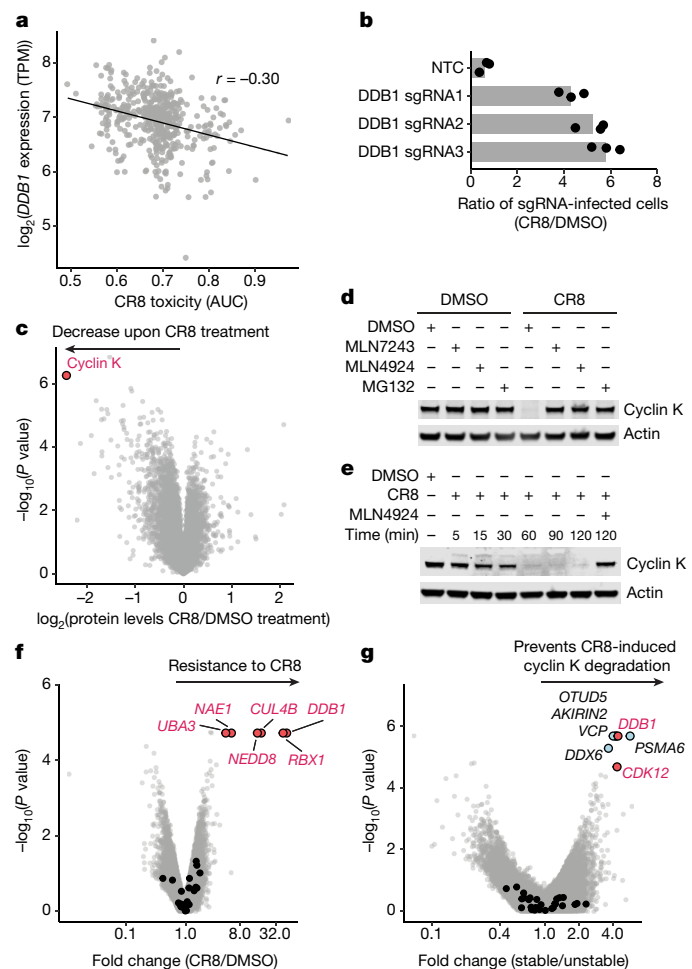 a
log2(DDB1 expression (TPM))
8
7
6
5
r = −0.30
0.5 0.6 0.7 0.8 0.9
CR8 toxicity (AUC)
b
NTC
DDB1 sgRNA1
DDB1 sgRNA2
DDB1 sgRNA3
0 2 4 6 8
Ratio of sgRNA-infected cells
(CR8/DMSO)
c
Decrease upon CR8 treatment
Cyclin K
−log10(P value)
6
4
2
0
−2 −1 0 1 2
log2(protein levels CR8/DMSO treatment)
d
DMSO CR8
DMSO + − − − + − − −
MLN7243 − + − − − + − −
MLN4924 − − + − − − + −
MG132 − − − + − − − +
Cyclin K
Actin
e
DMSO + − − − − − − −
CR8 − + + + + + + +
MLN4924 − − − − − − − +
Time (min) − 5 15 30 60 90 120 120
Cyclin K
Actin
f
Resistance to CR8
−log10(P value)
6
4
2
0
NAE1 CUL4B DDB1
UBA3
NEDD8 RBX1
0.1 1.0 8.0 32.0
Fold change (CR8/DMSO)
g
Prevents CR8-induced
cyclin K degradation
−log10(P value)
6
4
2
0
OTUD5
AKIRIN2
VCP DDB1
DDX6 PSMA6
CDK12
0.1 0.4 1.0 2.0 4.0
Fold change (stable/unstable)